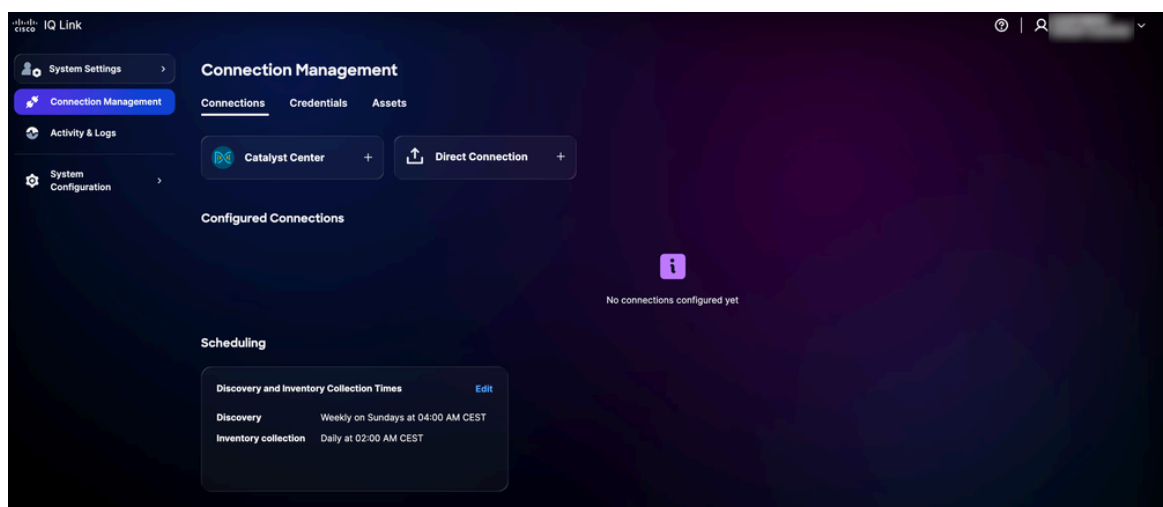 cisco IQ Link
System Settings
Connection Management
Activity & Logs
System
Configuration
Connection Management
Connections Credentials Assets
Catalyst Center + Direct Connection +
Configured Connections
No connections configured yet
Scheduling
Discovery and Inventory Collection Times Edit
Discovery Weekly on Sundays at 04:00 AM CEST
Inventory collection Daily at 02:00 AM CEST